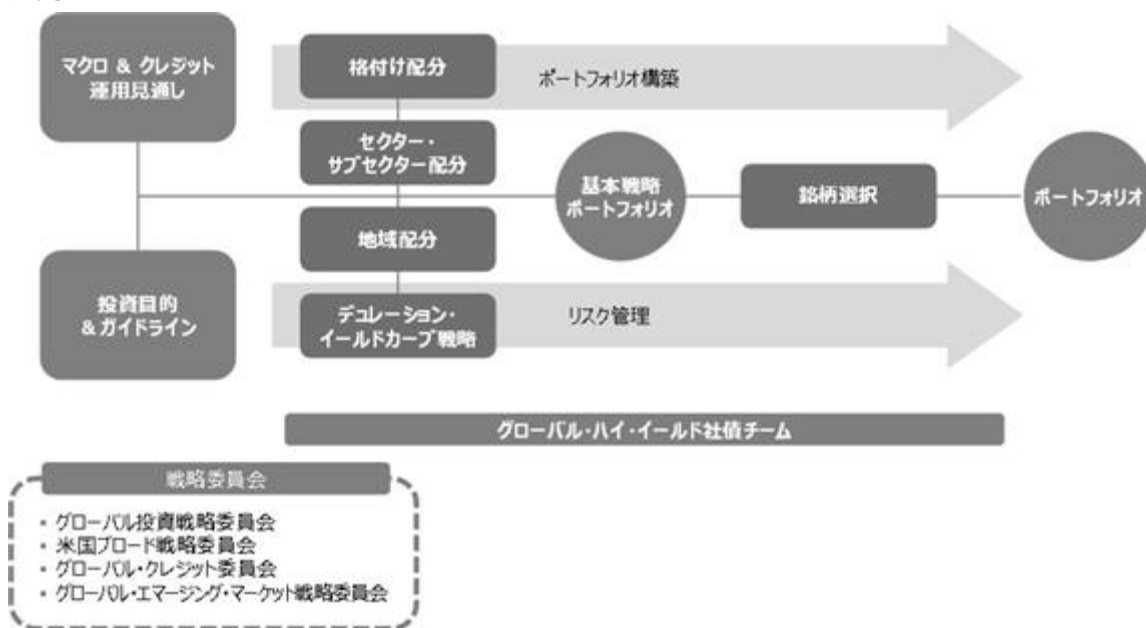 マクロ & クレジット
運用見通し
格付け配分
ポートフォリオ構築
セクター・
サブセクター配分
基本戦略
ポートフォリオ
銘柄選択
ポートフォリオ
地域配分
投資目的
& ガイドライン
デュレーション・
イールドカーブ戦略
リスク管理
グローバル・ハイ・イールド社債チーム
戦略委員会
• グローバル投資戦略委員会
• 米国ブロード戦略委員会
• グローバル・クレジット委員会
• グローバル・エマージング・マーケット戦略委員会